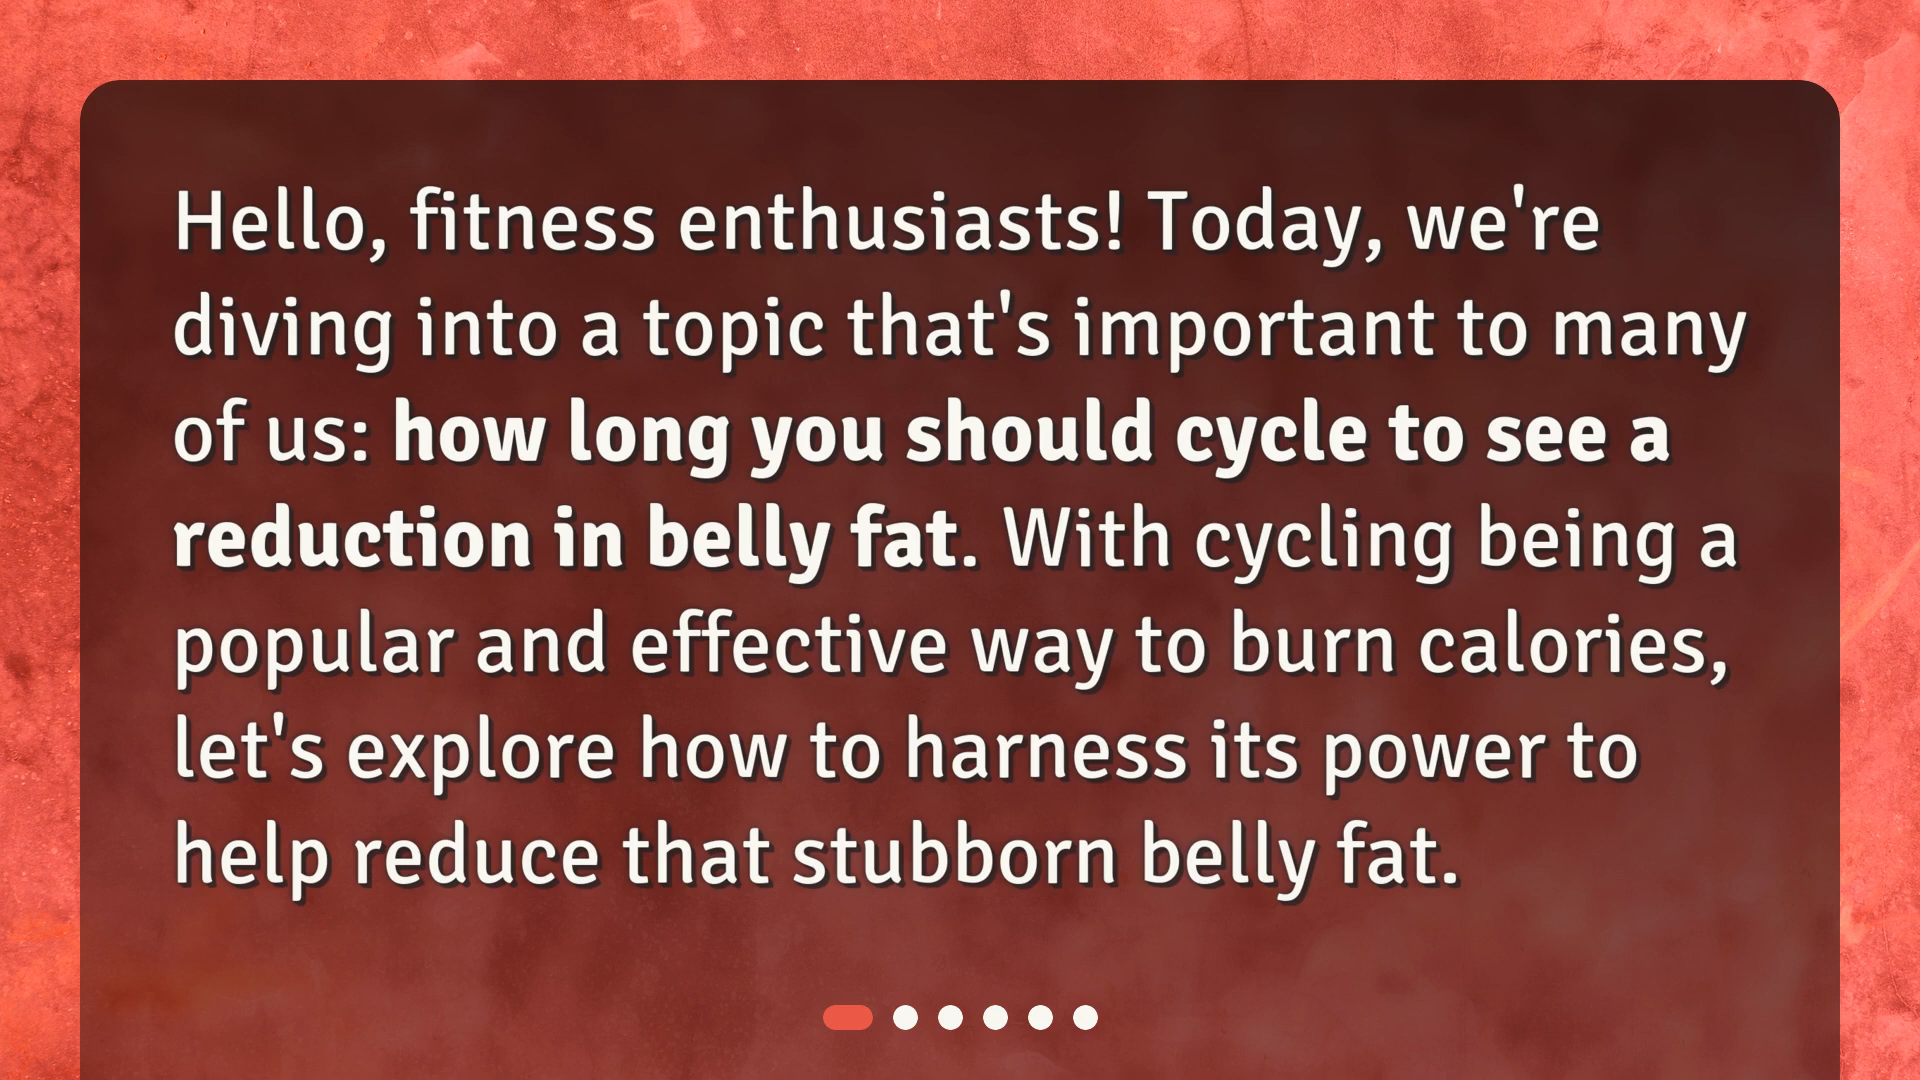 Hello, fitness enthusiasts! Today, we're
diving into a topic that's important to many
of us: how long you should cycle to see a
reduction in belly fat. With cycling being a
popular and effective way to burn calories,
let's explore how to harness its power to
help reduce that stubborn belly fat.